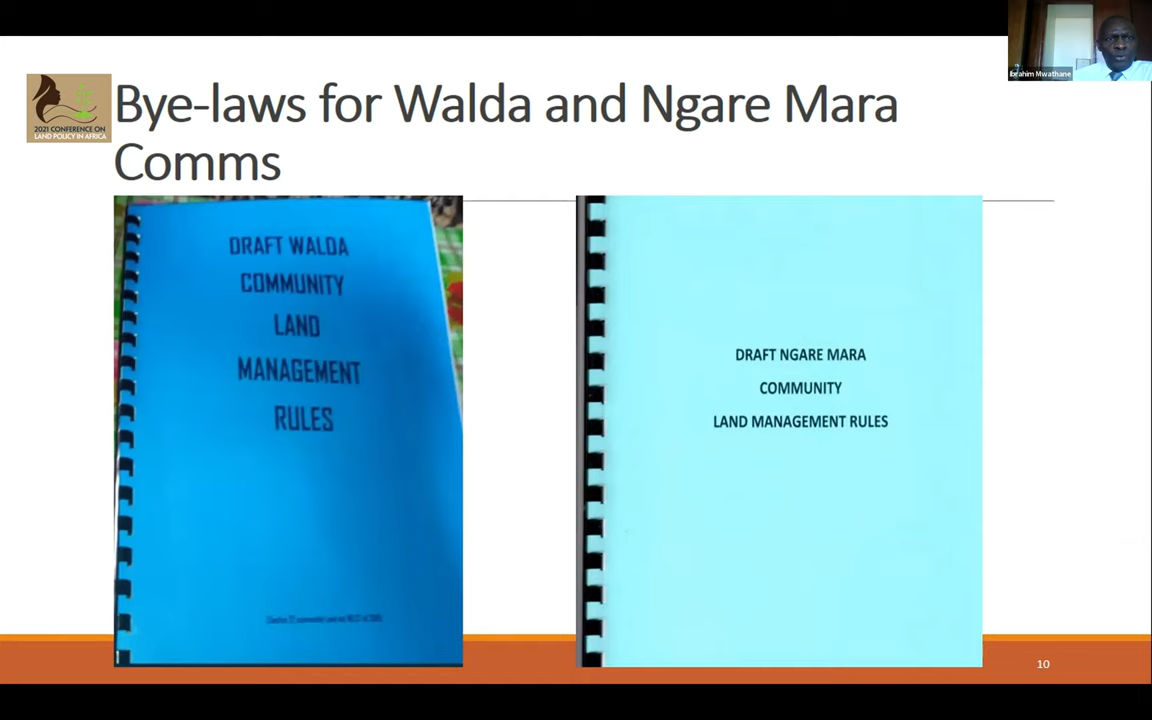 Ibrahim Mwathane
2021 CONFERENCE ON
LAND POLICY IN AFRICA
Bye-laws for Walda and Ngare Mara
Comms
DRAFT WALDA
COMMUNITY
LAND
MANAGEMENT
RULES
DRAFT NGARE MARA
COMMUNITY
LAND MANAGEMENT RULES
10